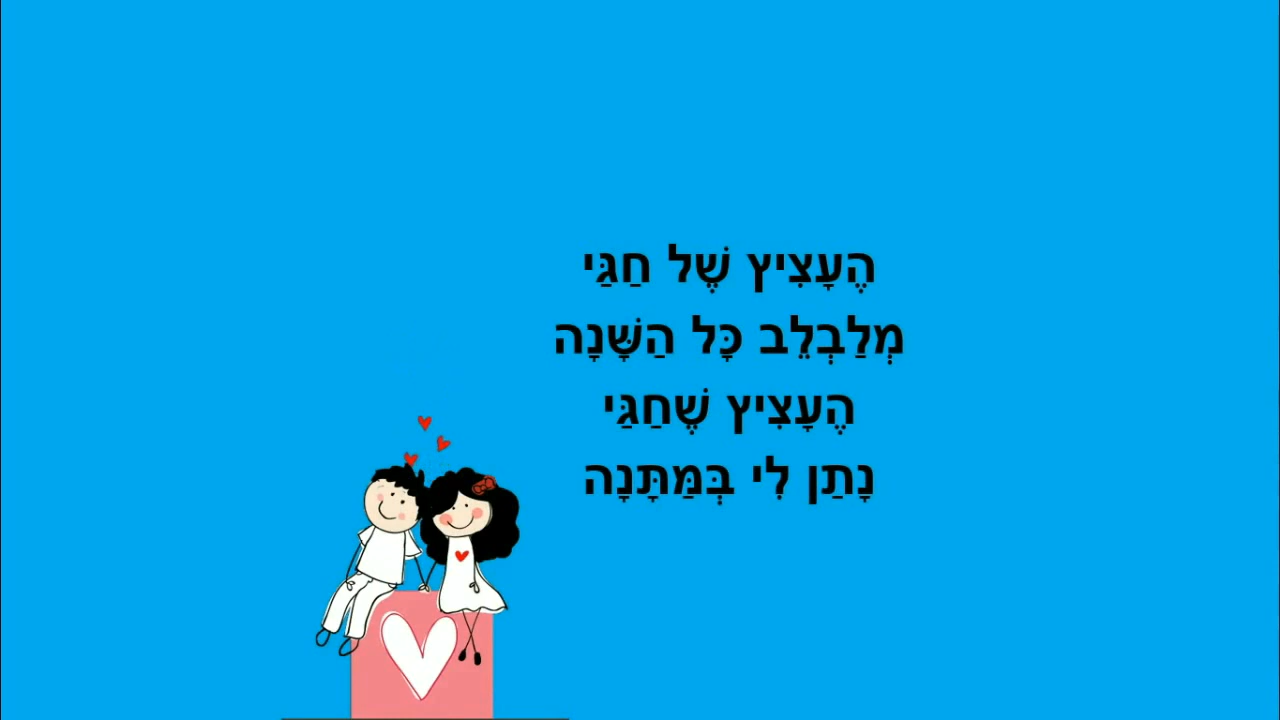 הֶעָצִיץ שֶׁל חַגַּי
מְלַבְלֵב כָּל הַשָּׁנָה
הֶעָצִיץ שֶׁחַגַּי
נָתַן לִי בְּמַתָּנָה